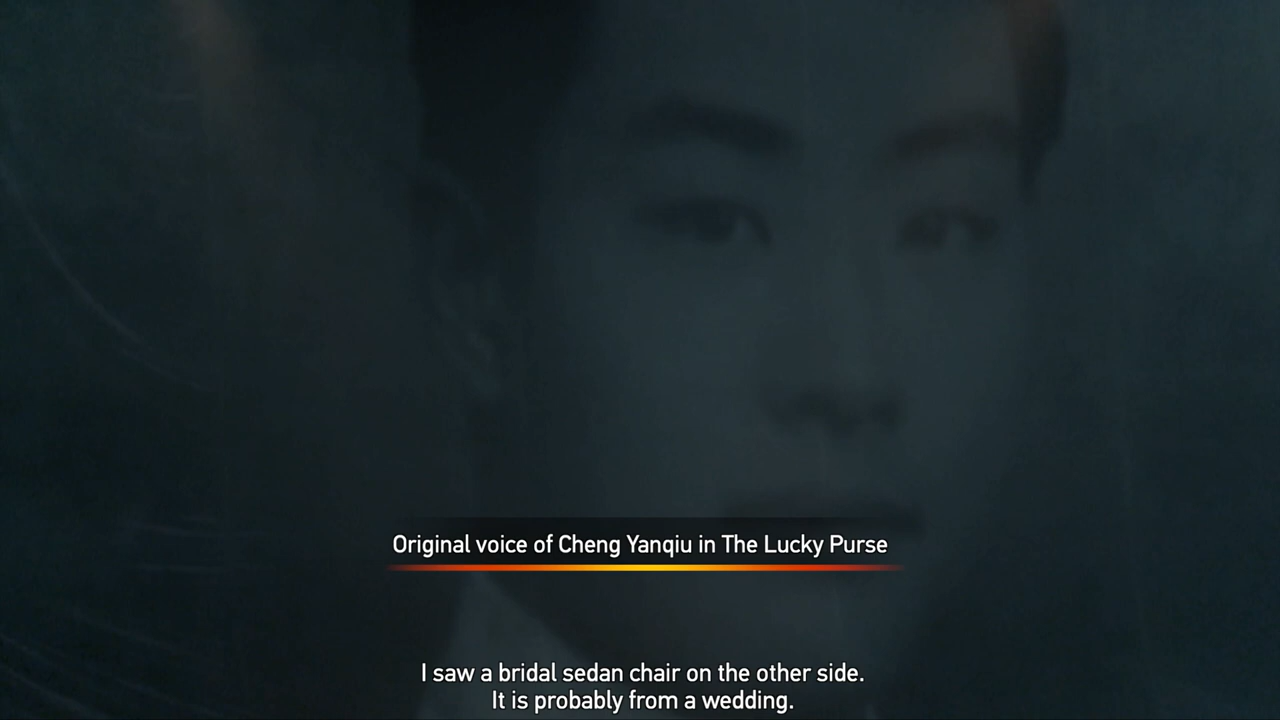 Original voice of Cheng Yanqiu in The Lucky Purse
I saw a bridal sedan chair on the other side.
It is probably from a wedding.